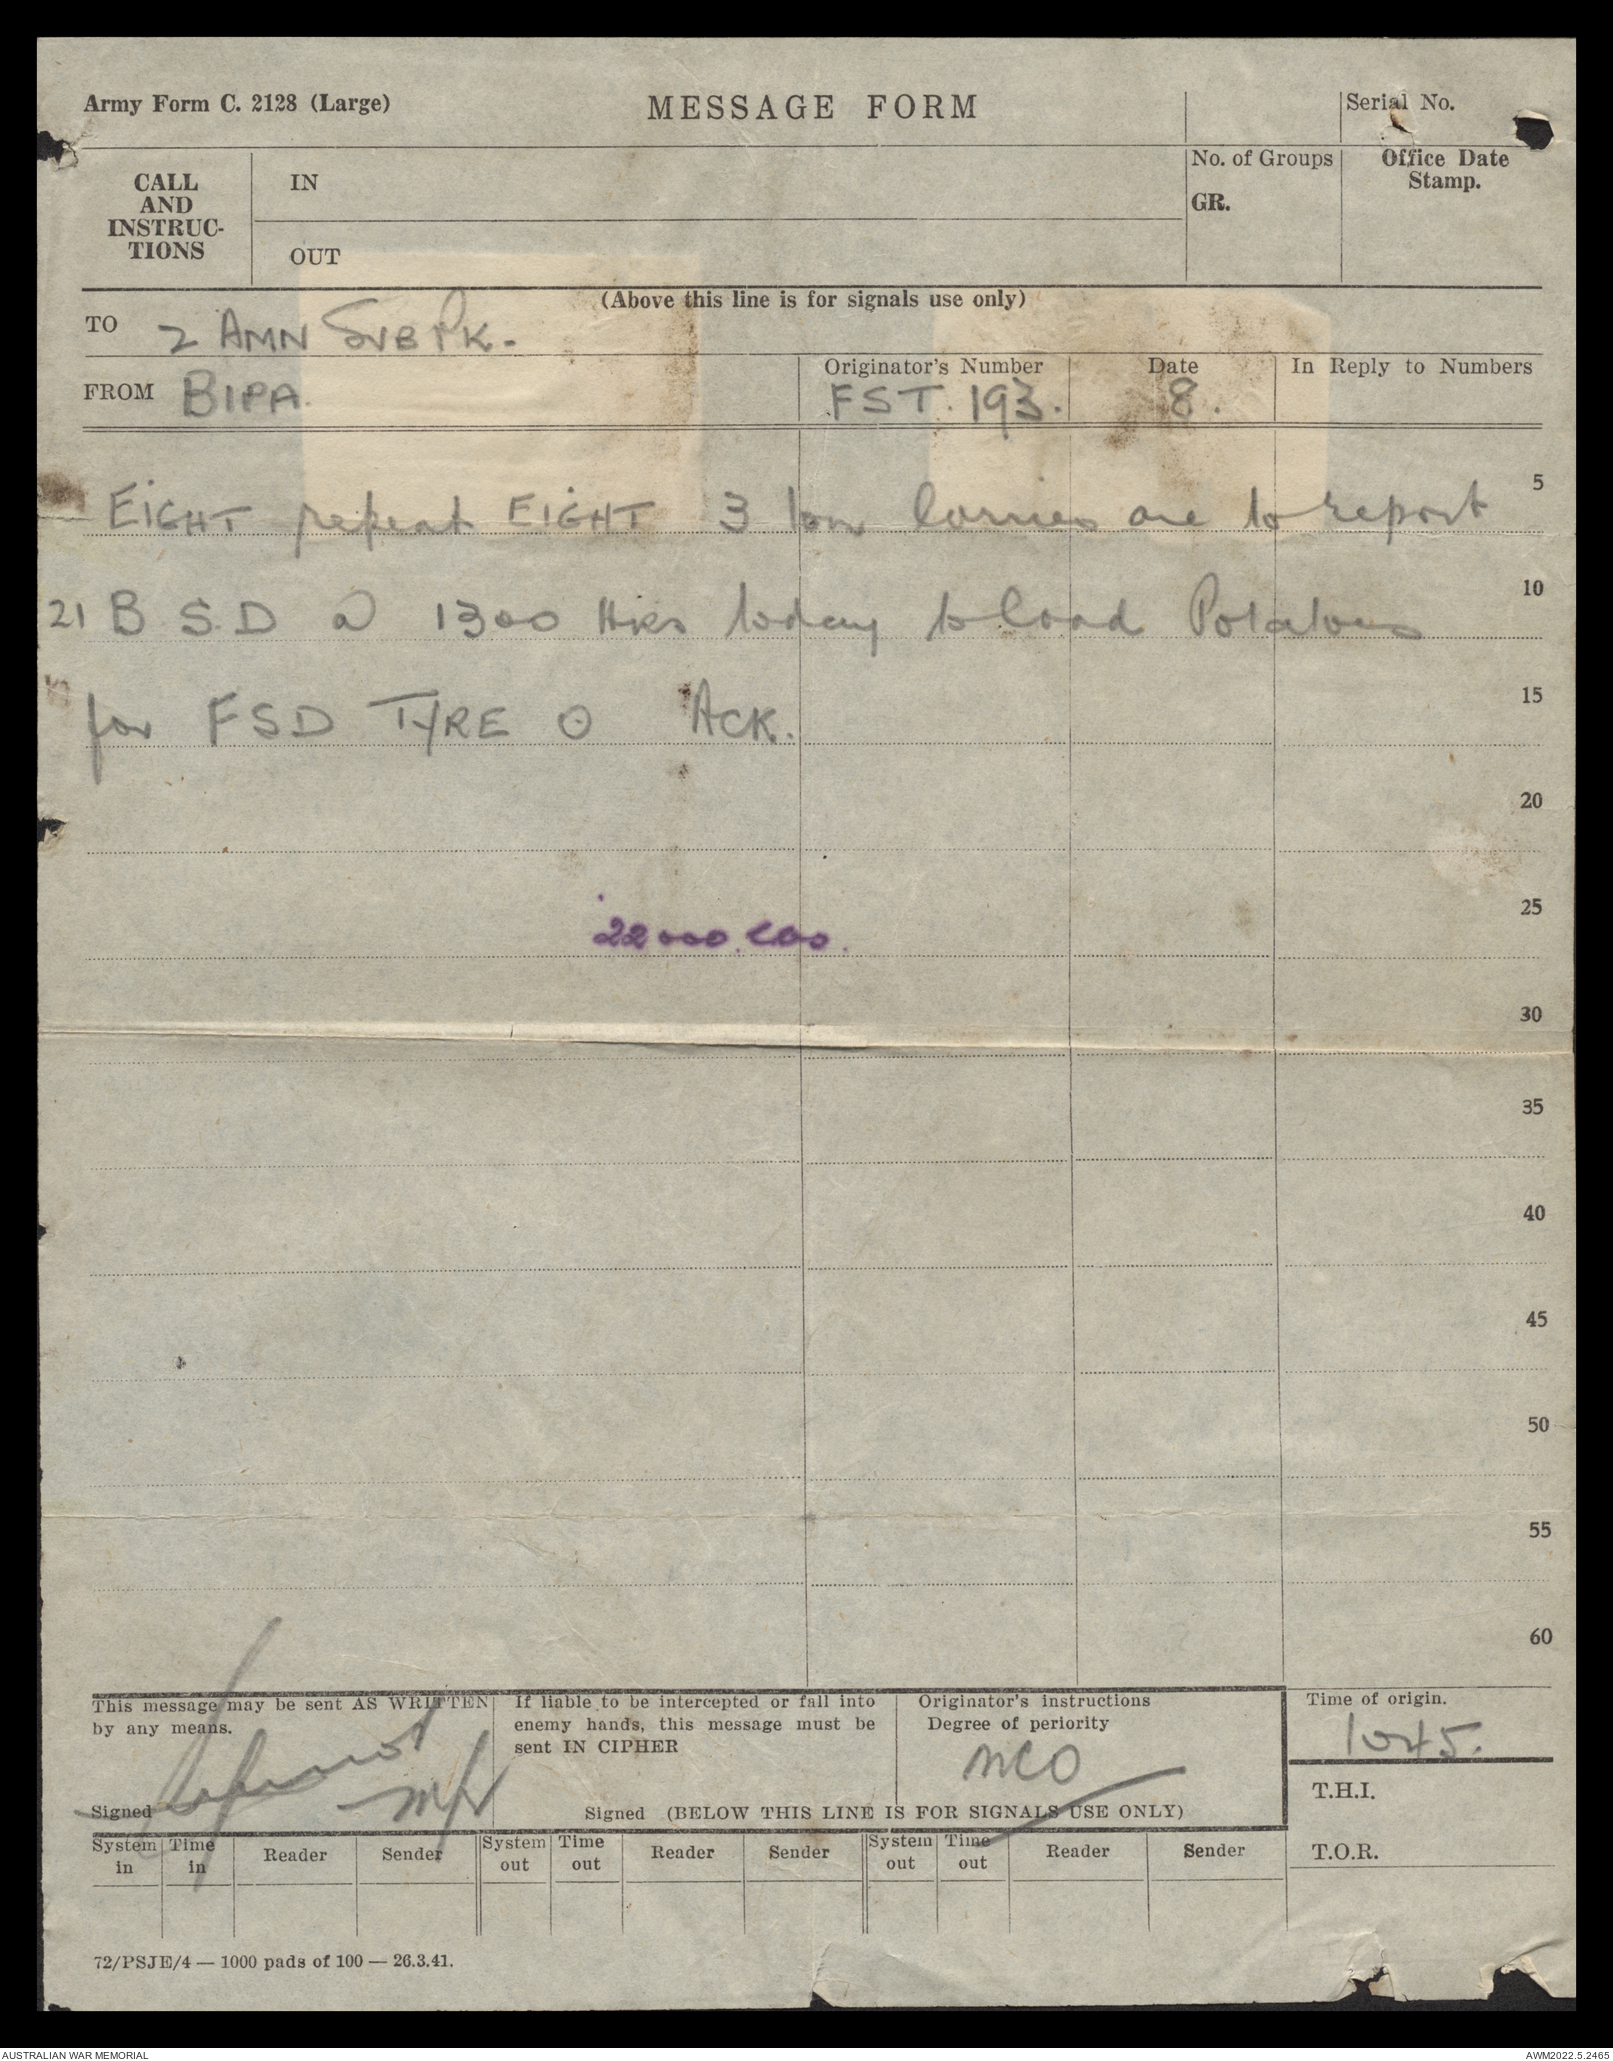 Army Form C. 2128 (Large)
MESSAGE FORM
Serial No.
CALL AND INSTRUC-TIONS
IN
OUT
No. of Groups
GR.
Office Date Stamp.
(Above this line is for signals use only)
TO 2 AMN SUB PK.
FROM BIPA.
Originator's Number
FST. 193.
Date
8.
In Reply to Numbers
5
EIGHT repeat EIGHT 3 ton lorries are to report
10
21 B S.D @ 1300 Hrs today to load Potatoes
15
for FSD TYRE O ACK.
20
25
22000 lbs.
30
35
40
45
50
55
60
This message may be sent AS WRITTEN
by any means.
Signed
If liable to be intercepted or fall into
enemy hands, this message must be
sent IN CIPHER
Signed (BELOW THIS LINE IS FOR SIGNALS USE ONLY)
Originator's instructions
Degree of periority
Time of origin.
1045.
T.H.I.
T.O.R.
System in
Time in
Reader
Sender
System out
Time out
Reader
Sender
System out
Time out
Reader
Sender
72/PSJE/4 — 1000 pads of 100 — 26.3.41.
AUSTRALIAN WAR MEMORIAL
AWM2022.5.2465